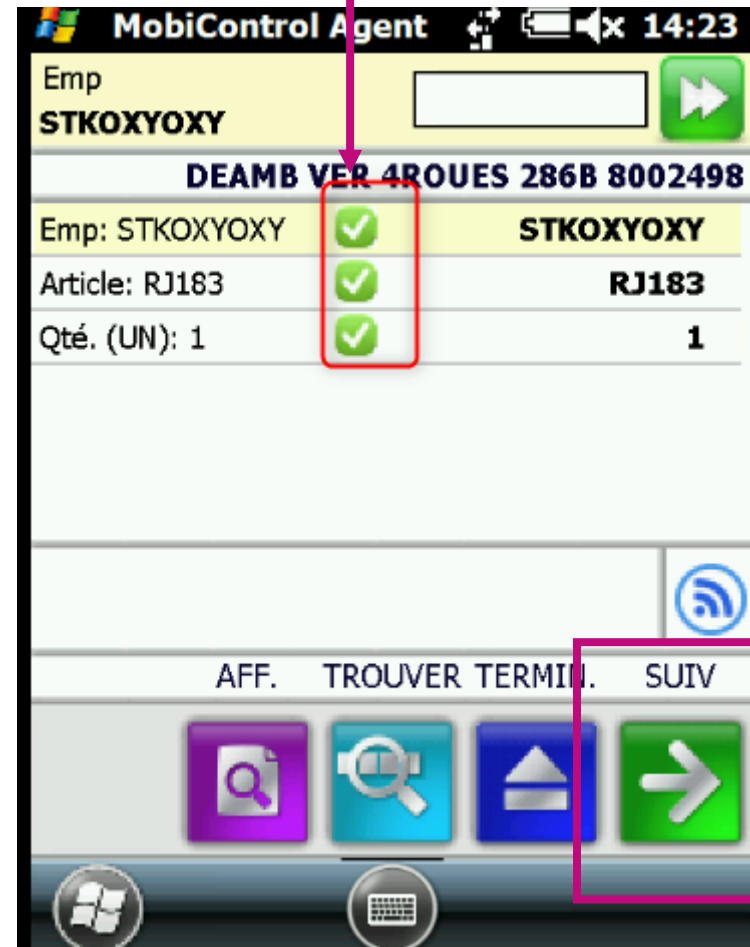 MobiControl Agent 14:23
Emp
STKOXYOXY
DEAMB VER 4ROUES 286B 8002498
Emp: STKOXYOXY STKOXYOXY
Article: RJ183 RJ183
Qté. (UN): 1 1
AFF. TROUVER TERMIN. SUIV